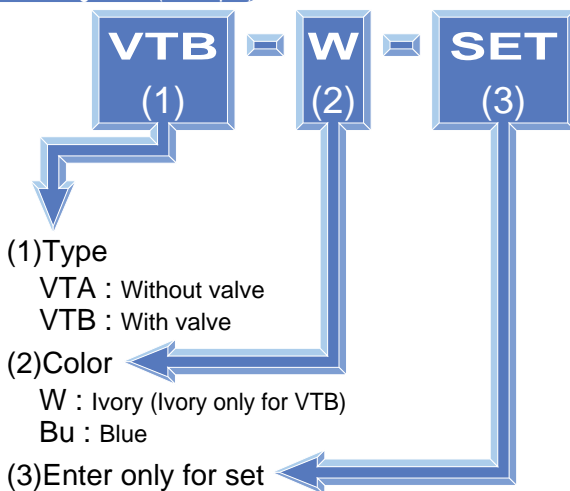 VTB - W - SET
(1) (2) (3)
(1)Type
VTA : Without valve
VTB : With valve
(2)Color
W : Ivory (Ivory only for VTB)
Bu : Blue
(3)Enter only for set